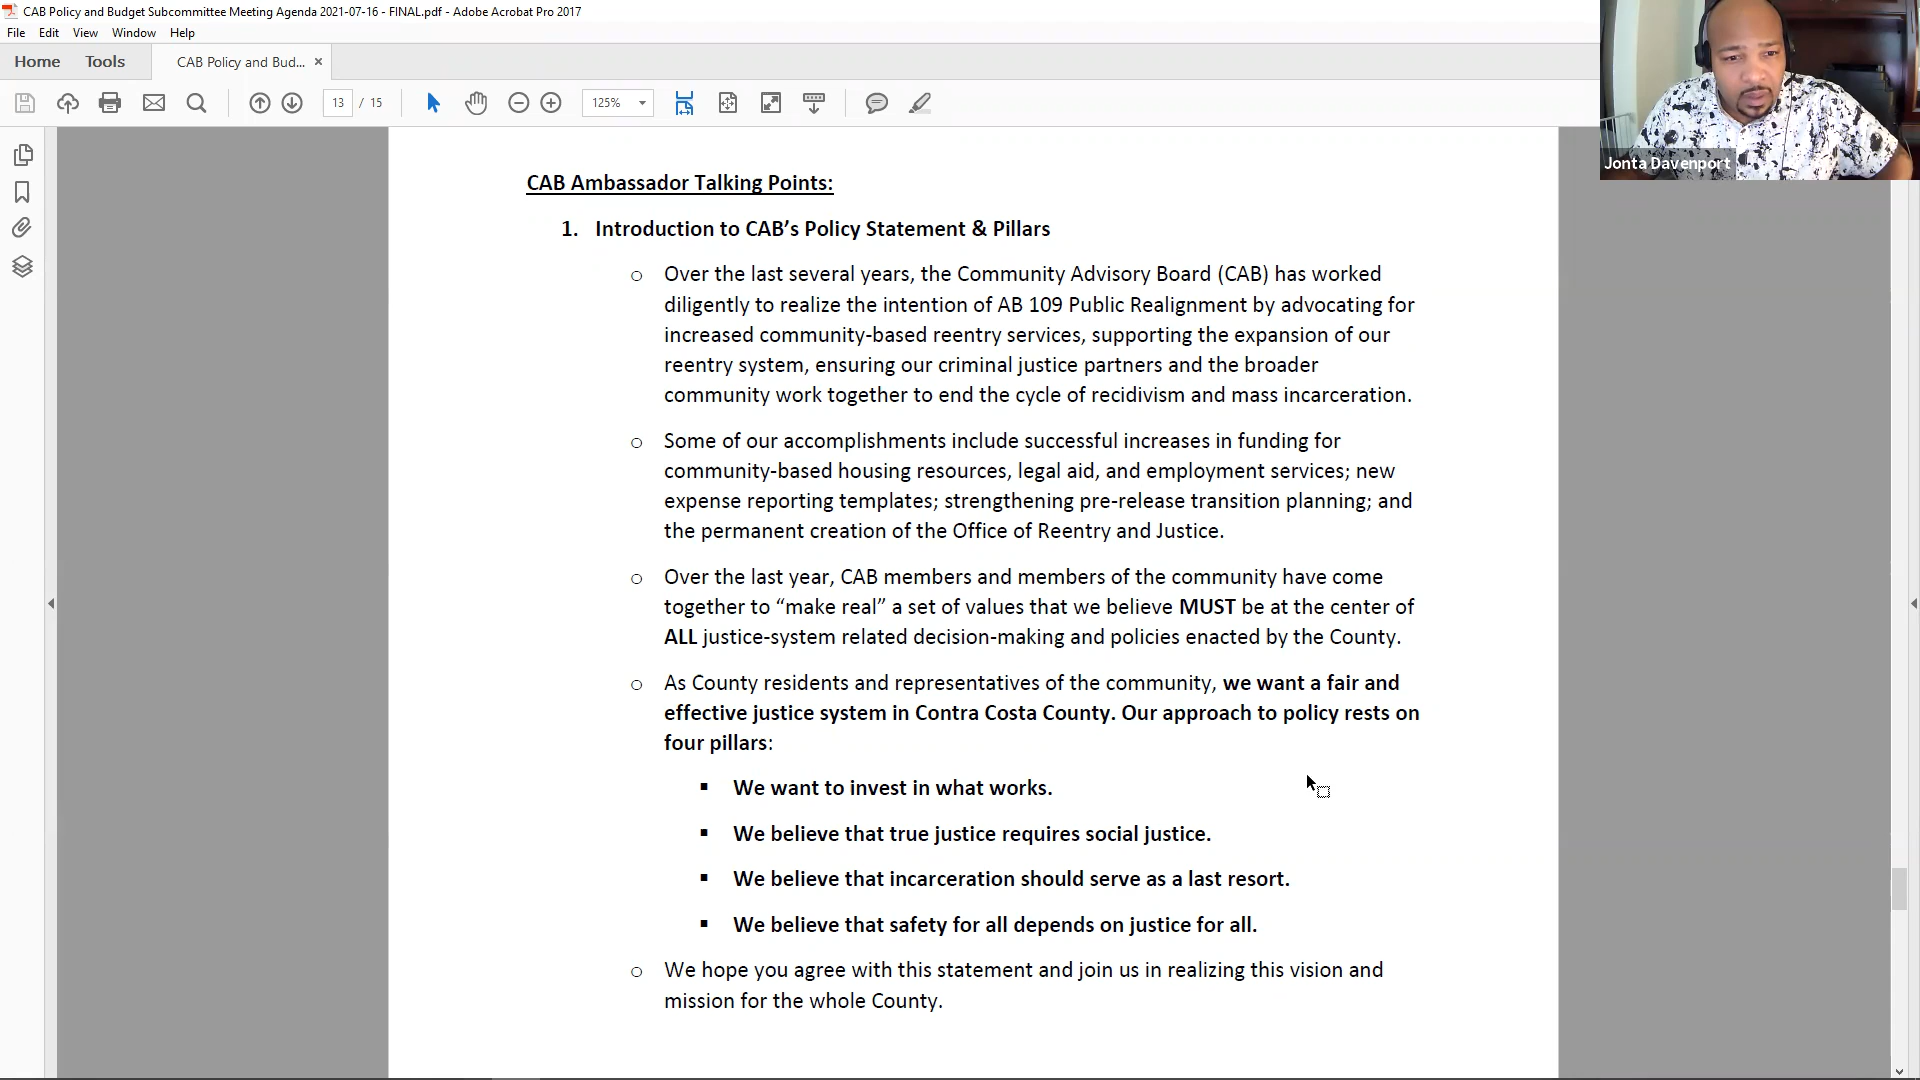 CAB Policy and Budget Subcommittee Meeting Agenda 2021-07-16 - FINAL.pdf - Adobe Acrobat Pro 2017
File Edit View Window Help
Home Tools CAB Policy and Bud... ×
13 / 15 125%
Jonta Davenport
CAB Ambassador Talking Points:
1. Introduction to CAB’s Policy Statement & Pillars
o Over the last several years, the Community Advisory Board (CAB) has worked
diligently to realize the intention of AB 109 Public Realignment by advocating for
increased community-based reentry services, supporting the expansion of our
reentry system, ensuring our criminal justice partners and the broader
community work together to end the cycle of recidivism and mass incarceration.
o Some of our accomplishments include successful increases in funding for
community-based housing resources, legal aid, and employment services; new
expense reporting templates; strengthening pre-release transition planning; and
the permanent creation of the Office of Reentry and Justice.
o Over the last year, CAB members and members of the community have come
together to “make real” a set of values that we believe MUST be at the center of
ALL justice-system related decision-making and policies enacted by the County.
o As County residents and representatives of the community, we want a fair and
effective justice system in Contra Costa County. Our approach to policy rests on
four pillars:
▪ We want to invest in what works.
▪ We believe that true justice requires social justice.
▪ We believe that incarceration should serve as a last resort.
▪ We believe that safety for all depends on justice for all.
o We hope you agree with this statement and join us in realizing this vision and
mission for the whole County.